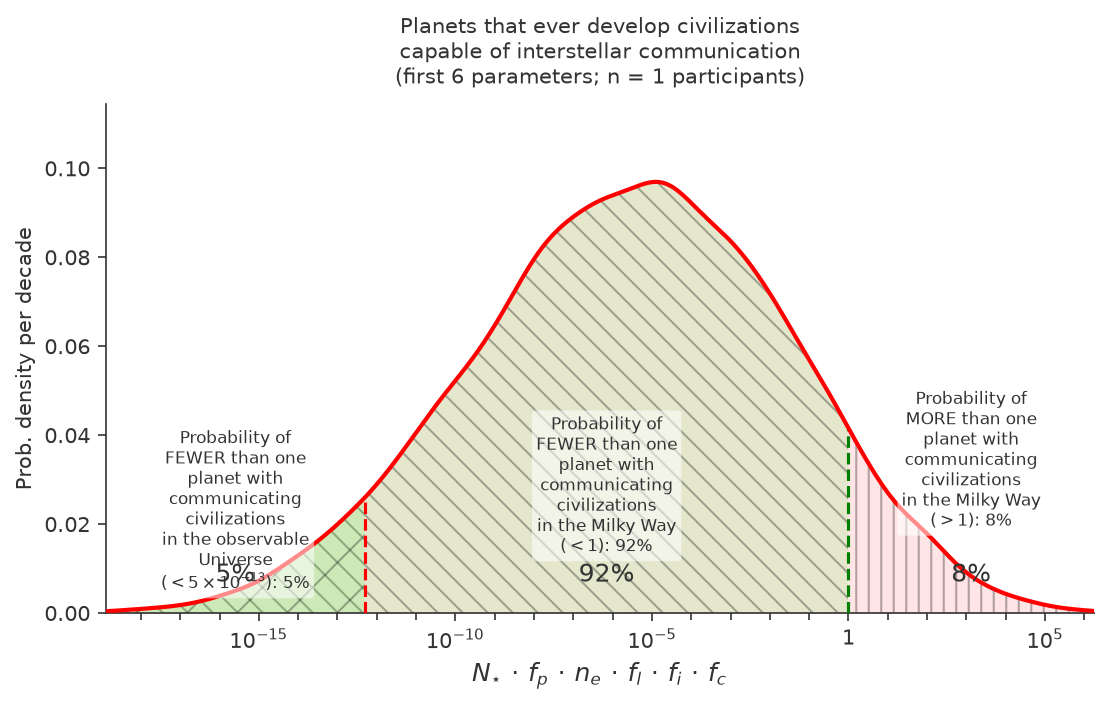 Planets that ever develop civilizations
capable of interstellar communication
(first 6 parameters; n = 1 participants)
Prob. density per decade
0.10
0.08
0.06
0.04
0.02
0.00
Probability of
FEWER than one
planet with
communicating
civilizations
in the observable
Universe
(< 5 × 10⁻¹³): 5%
5%
Probability of
FEWER than one
planet with
communicating
civilizations
in the Milky Way
(< 1): 92%
92%
Probability of
MORE than one
planet with
communicating
civilizations
in the Milky Way
(> 1): 8%
8%
10⁻¹⁵
10⁻¹⁰
10⁻⁵
1
10⁵
N⋆ · fₚ · nₑ · fₗ · fᵢ · f_c